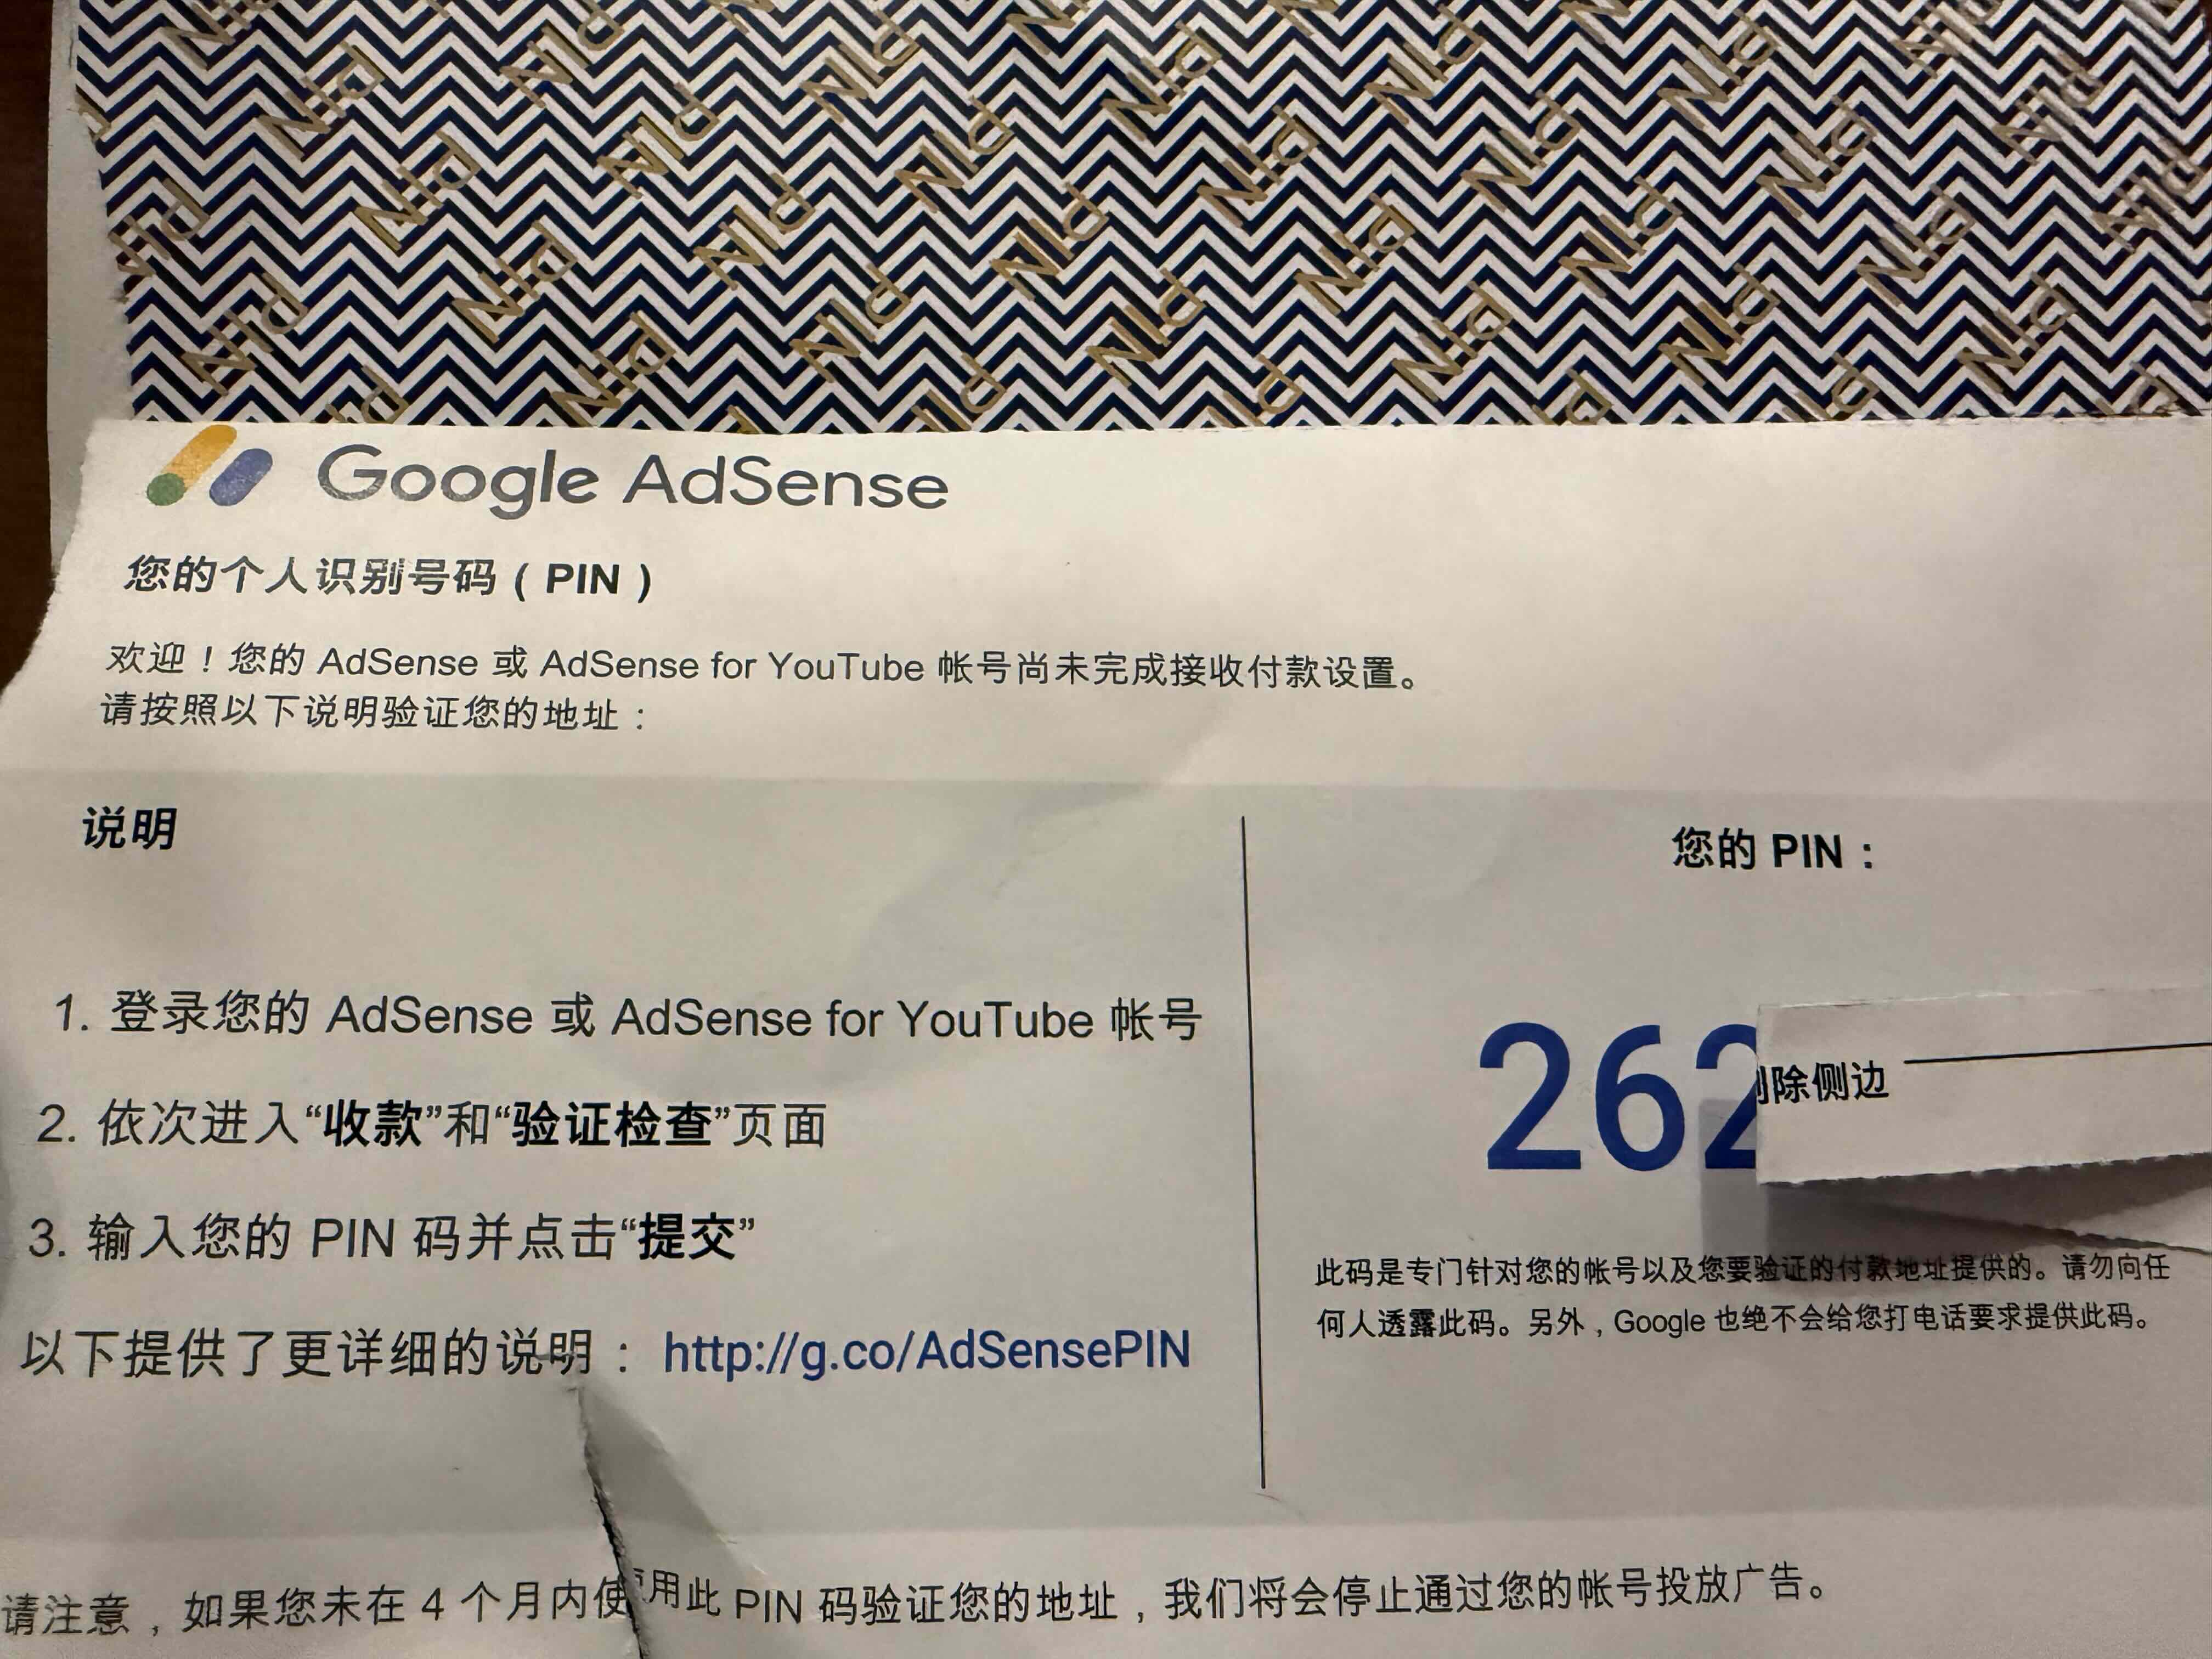 Google AdSense
您的个人识别号码（PIN）
欢迎！您的 AdSense 或 AdSense for YouTube 帐号尚未完成接收付款设置。
请按照以下说明验证您的地址：
说明
1. 登录您的 AdSense 或 AdSense for YouTube 帐号
2. 依次进入“收款”和“验证检查”页面
3. 输入您的 PIN 码并点击“提交”
以下提供了更详细的说明： http://g.co/AdSensePIN
您的 PIN：
262
除侧边
此码是专门针对您的帐号以及您要验证的付款地址提供的。请勿向任
何人透露此码。另外，Google 也绝不会给您打电话要求提供此码。
请注意，如果您未在 4 个月内使用此 PIN 码验证您的地址，我们将会停止通过您的帐号投放广告。